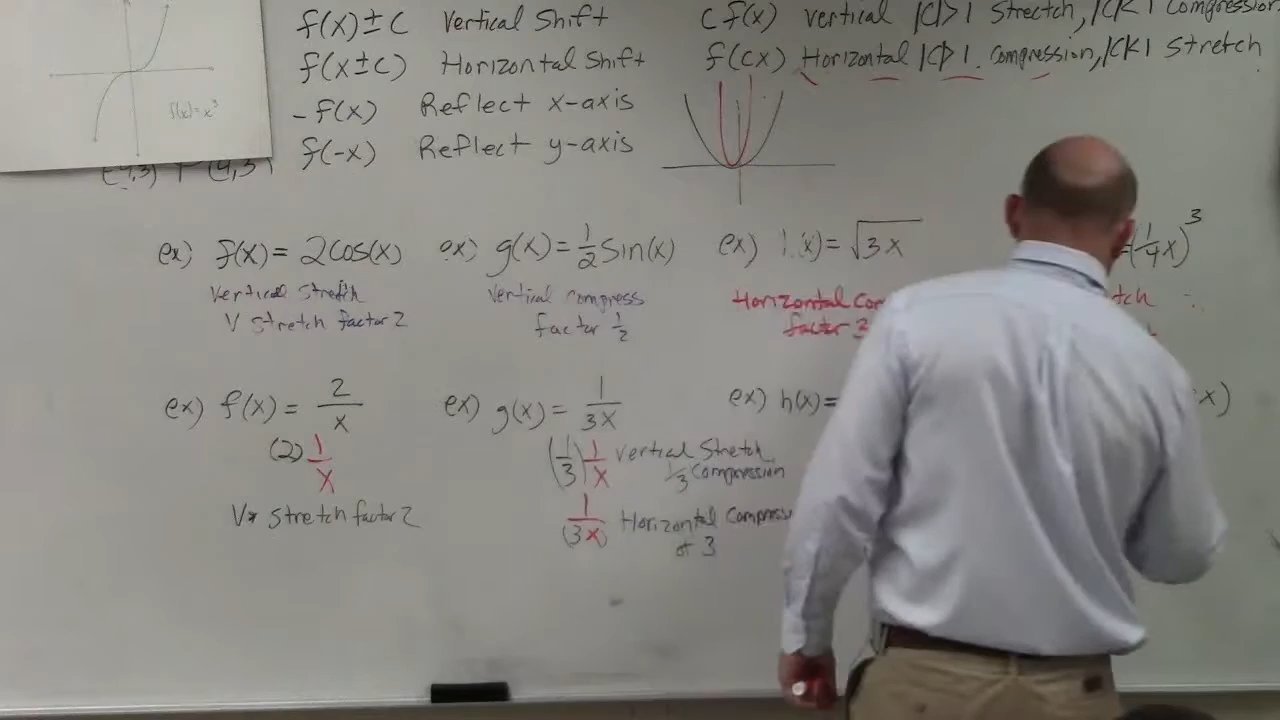 f(x) = x³
f(x) ± C Vertical Shift
f(x ± C) Horizontal Shift
- f(x) Reflect x-axis
f(-x) Reflect y-axis
C f(x) vertical |C|>1 Stretch, |C|<1 Compression
f(cx) Horizontal |C|>1 Compression, |C|<1 Stretch
(4,3)
ex) f(x) = 2cos(x)
Vertical Stretch
V Stretch factor 2
ex) g(x) = 1/2 Sin(x)
Vertical compress
factor 1/2
ex) (x) = √3x
Horizontal Com
factor 3
= (1/4x)³
tch
ex) f(x) = 2/x
(2) 1/x
V Stretch factor 2
ex) g(x) = 1/3x
(1/3) 1/x Vertical Stretch
1/3 Compression
1/(3x) Horizontal Compress
of 3
ex) h(x) =
x)